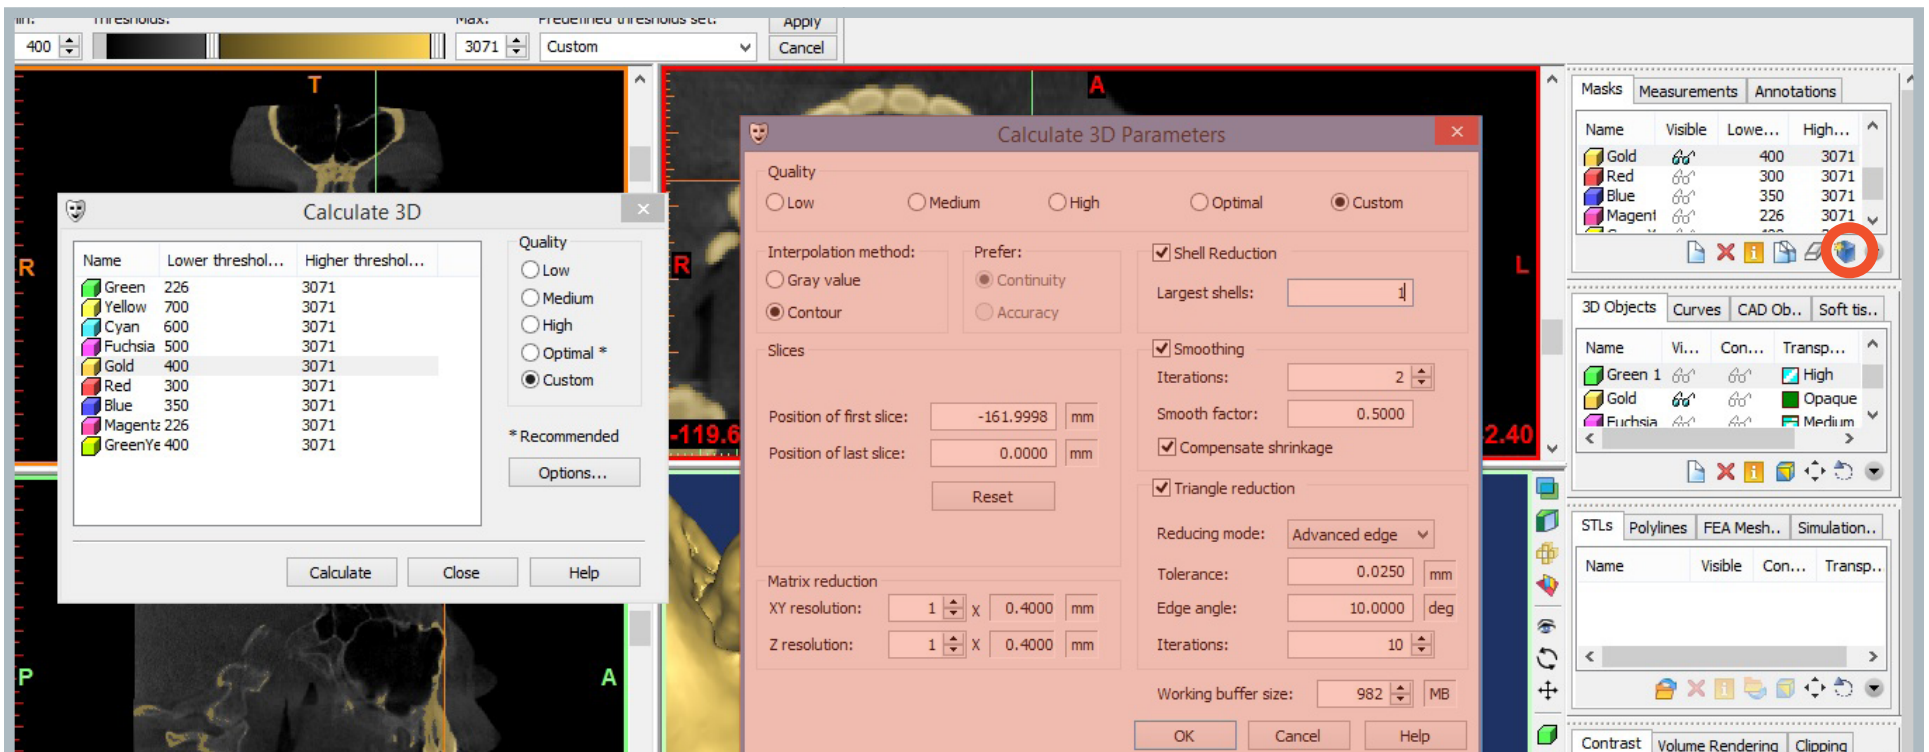 Min: Thresholds: Max: Predefined thresholds set: Apply
400 3071 Custom Cancel
T
R
P
A
Calculate 3D
Name Lower threshol... Higher threshol...
Green 226 3071
Yellow 700 3071
Cyan 600 3071
Fuchsia 500 3071
Gold 400 3071
Red 300 3071
Blue 350 3071
Magenta 226 3071
GreenYe 400 3071
Quality
Low
Medium
High
Optimal *
Custom
* Recommended
Options...
Calculate Close Help
A
R
L
-119.6
2.40
Calculate 3D Parameters
Quality
Low Medium High Optimal Custom
Interpolation method:
Gray value
Contour
Prefer:
Continuity
Accuracy
Slices
Position of first slice: -161.9998 mm
Position of last slice: 0.0000 mm
Reset
Matrix reduction
XY resolution: 1 X 0.4000 mm
Z resolution: 1 X 0.4000 mm
Shell Reduction
Largest shells: 1
Smoothing
Iterations: 2
Smooth factor: 0.5000
Compensate shrinkage
Triangle reduction
Reducing mode: Advanced edge
Tolerance: 0.0250 mm
Edge angle: 10.0000 deg
Iterations: 10
Working buffer size: 982 MB
OK Cancel Help
Masks Measurements Annotations
Name Visible Lowe... High...
Gold 400 3071
Red 300 3071
Blue 350 3071
Magent 226 3071
3D Objects Curves CAD Ob.. Soft tis..
Name Vi... Con... Transp...
Green 1 High
Gold Opaque
Fuchsia Medium
STLs Polylines FEA Mesh.. Simulation..
Name Visible Con... Transp..
Contrast Volume Rendering Clipping